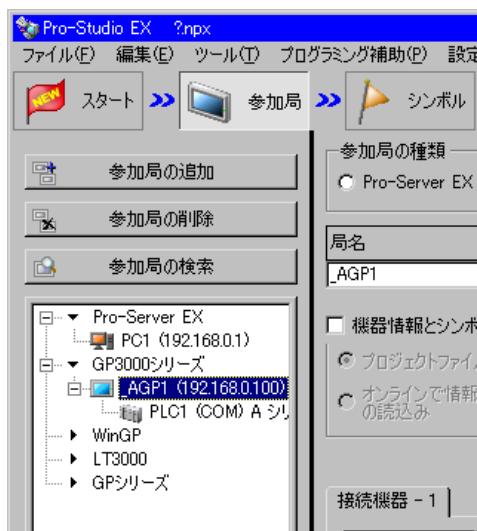 Pro-Studio EX ?.npx
ファイル(F) 編集(E) ツール(T) プログラミング補助(P) 設定
NEW スタート 参加局 シンボル
参加局の追加
参加局の削除
参加局の検索
Pro-Server EX
PC1 (192.168.0.1)
GP3000シリーズ
_AGP1 (192.168.0.100)
PLC1 (COM) A シリ
WinGP
LT3000
GPシリーズ
参加局の種類
Pro-Server EX
局名
_AGP1
機器情報とシンボ
プロジェクトファイ
オンラインで情報
の読込み
接続機器 - 1